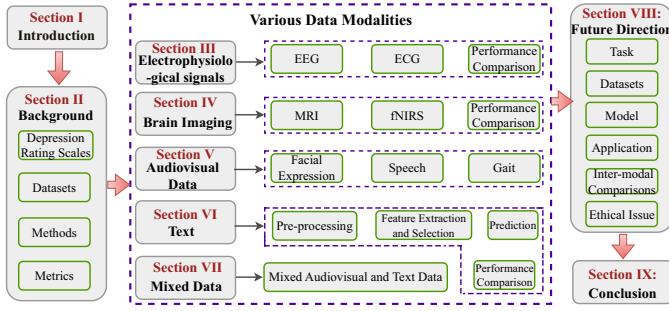 Section I
Introduction
Section II
Background
Depression
Rating Scales
Datasets
Methods
Metrics
Various Data Modalities
Section III
Electrophysiolo
-gical signals
EEG
ECG
Performance
Comparison
Section IV
Brain Imaging
MRI
fNIRS
Performance
Comparison
Section V
Audiovisual
Data
Facial
Expression
Speech
Gait
Section VI
Text
Pre-processing
Feature Extraction
and Selection
Prediction
Section VII
Mixed Data
Mixed Audiovisual and Text Data
Performance
Comparison
Section VIII:
Future Direction
Task
Datasets
Model
Application
Inter-modal
Comparisons
Ethical Issue
Section IX:
Conclusion